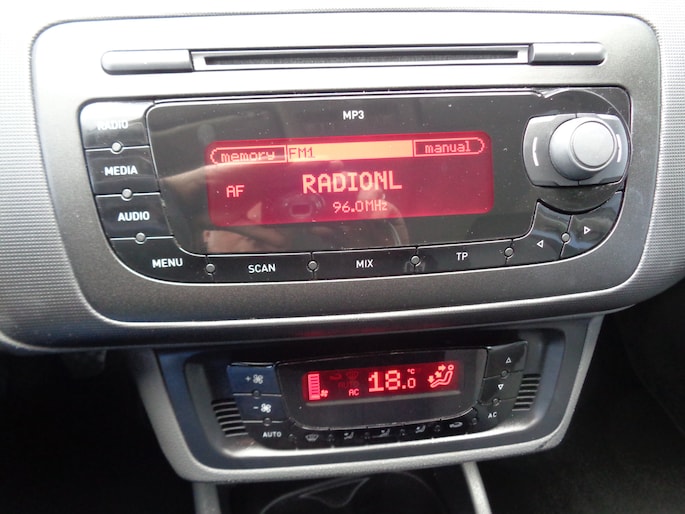 MP3
RADIO
memory FM1 manual
MEDIA
AF RADIONL
96.0MHz
AUDIO
MENU SCAN MIX TP
AC 18.0 °C
AUTO
AC